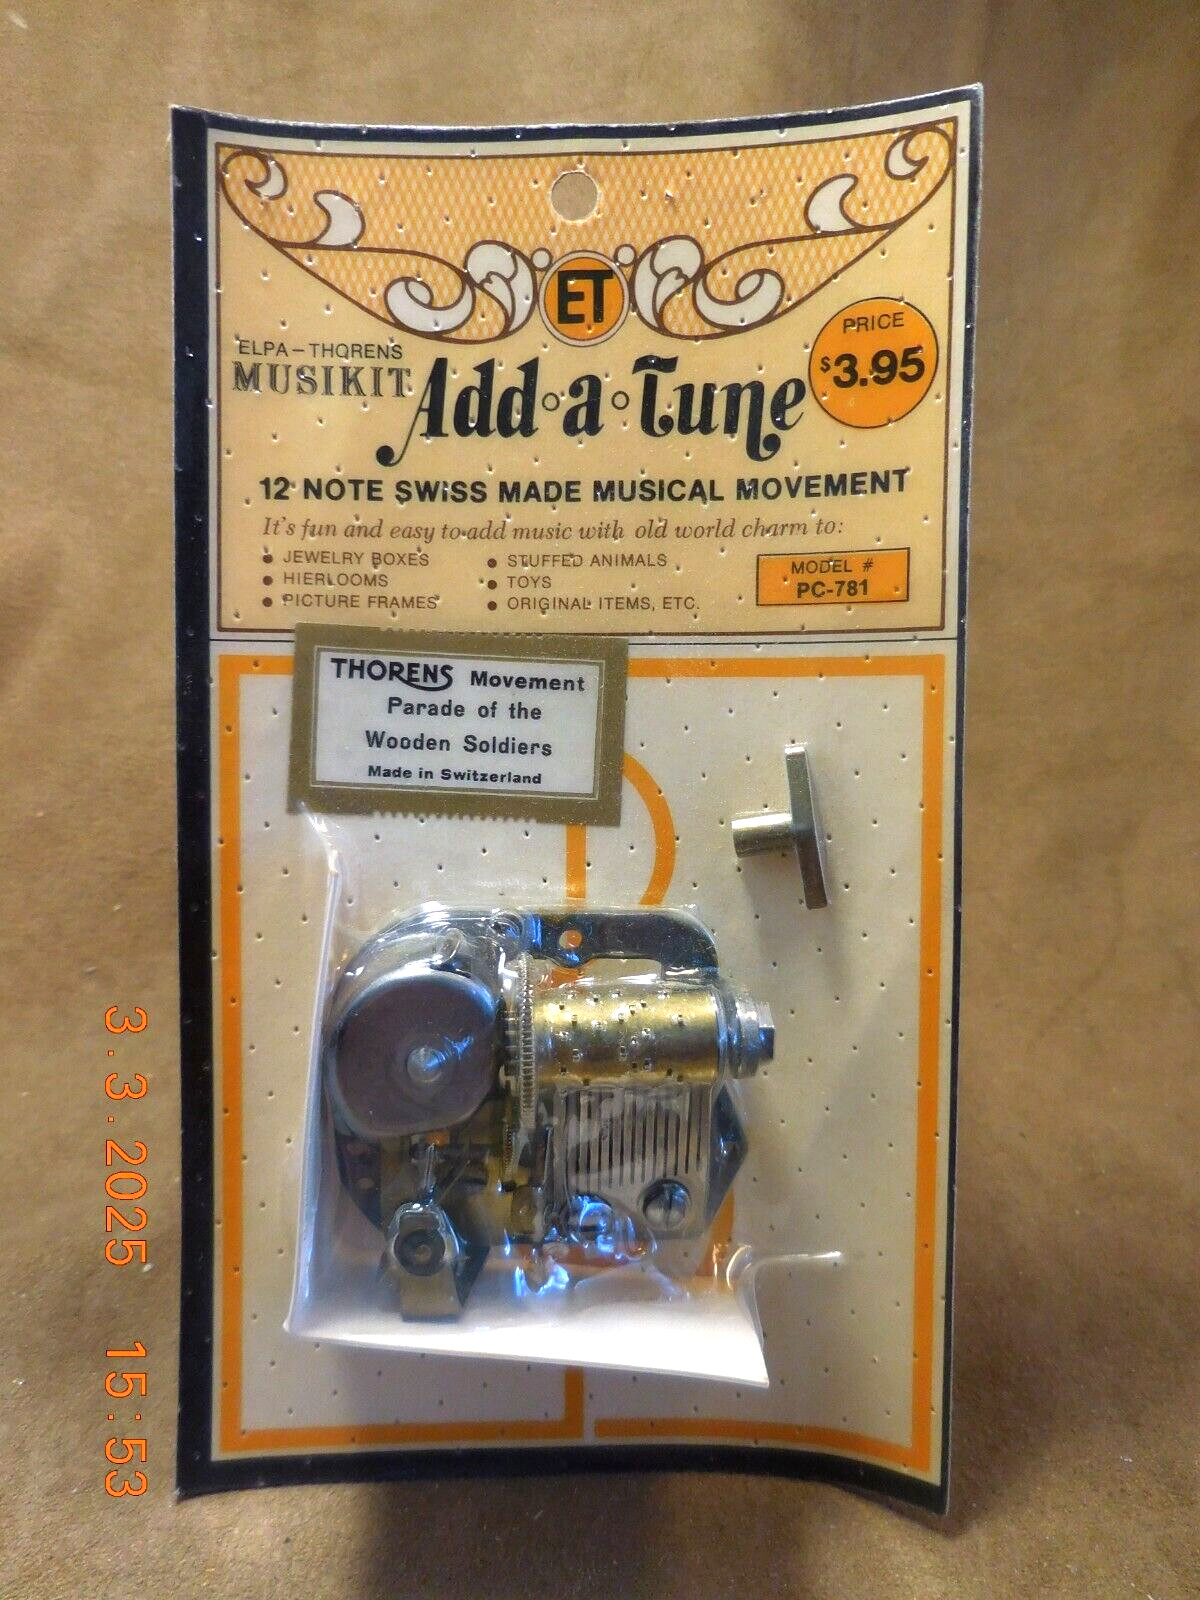 ET
PRICE
$3.95
ELPA-THORENS
MUSIKIT
Add·a·Tune
12 NOTE SWISS MADE MUSICAL MOVEMENT
It's fun and easy to add music with old world charm to:
• JEWELRY BOXES
• HIERLOOMS
• PICTURE FRAMES
• STUFFED ANIMALS
• TOYS
• ORIGINAL ITEMS, ETC.
MODEL #
PC-781
THORENS Movement
Parade of the
Wooden Soldiers
Made in Switzerland
3.3.2025 15:53